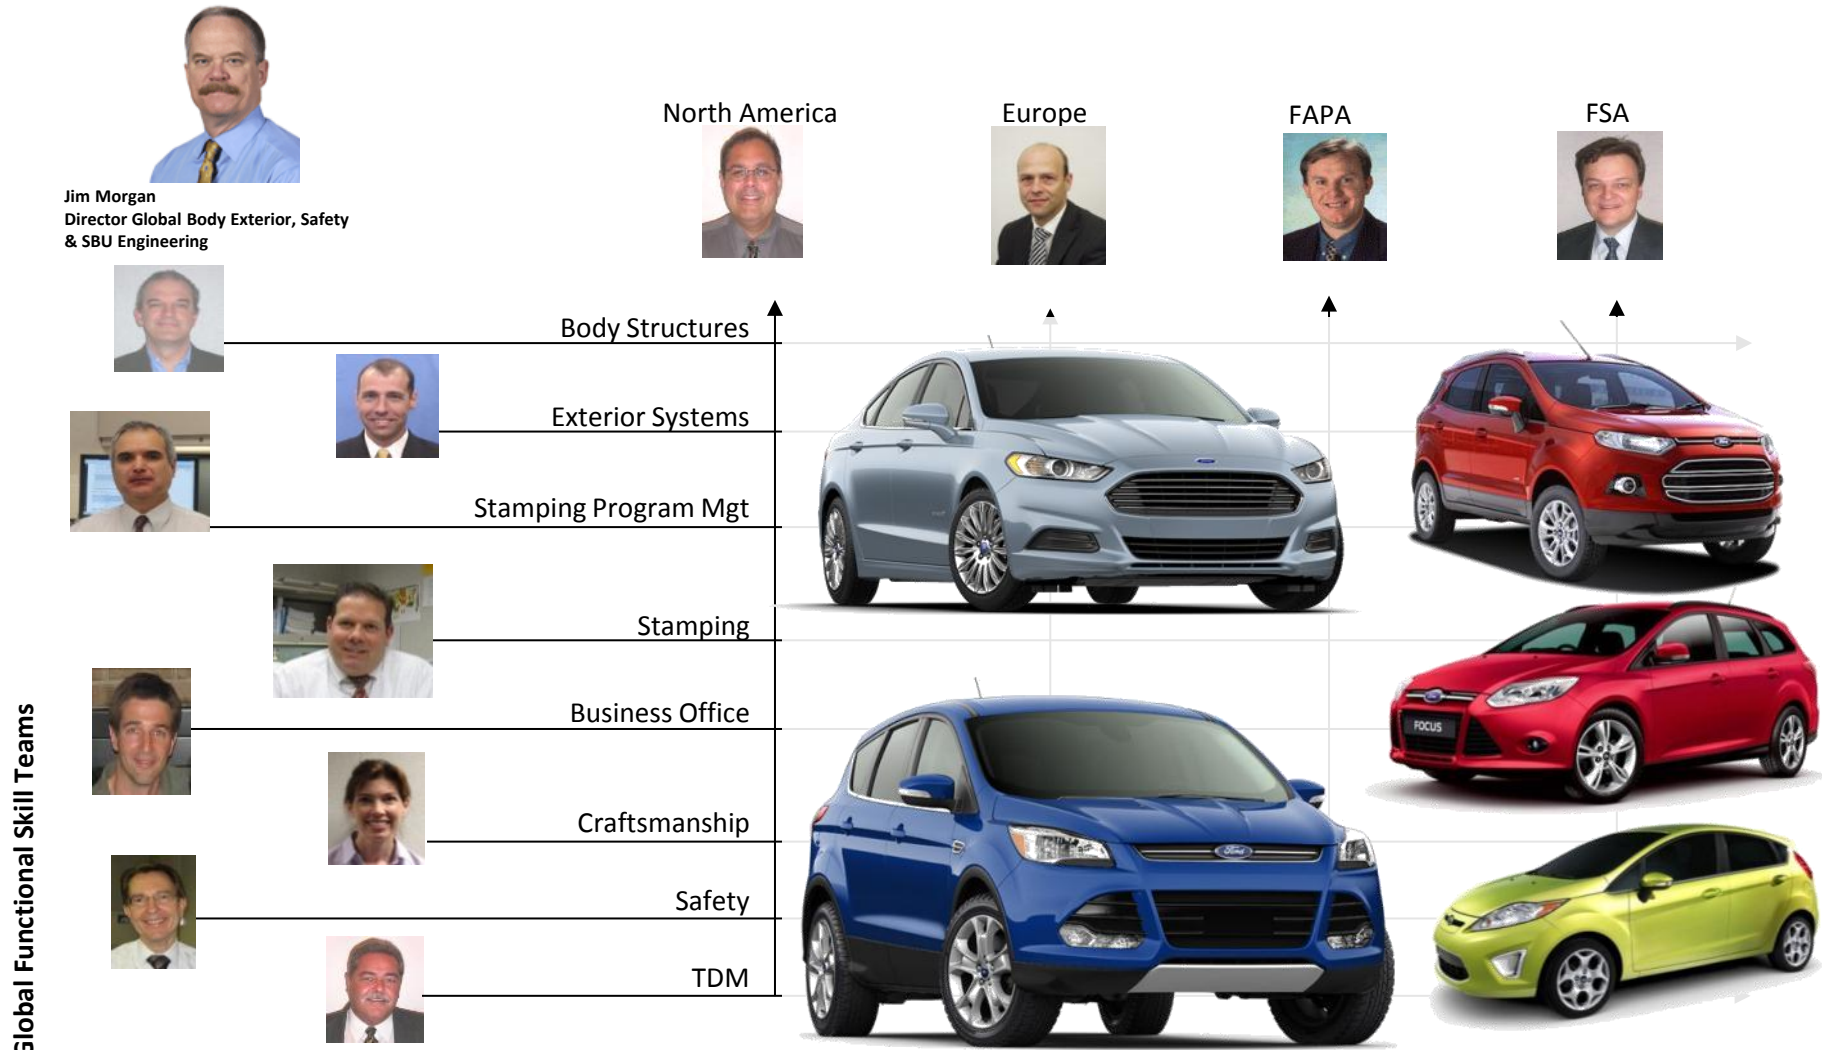 North America
Europe
FAPA
FSA
Jim Morgan
Director Global Body Exterior, Safety
& SBU Engineering
Body Structures
Exterior Systems
Stamping Program Mgt
Stamping
Business Office
Craftsmanship
Safety
TDM
Global Functional Skill Teams
FOCUS
Ford